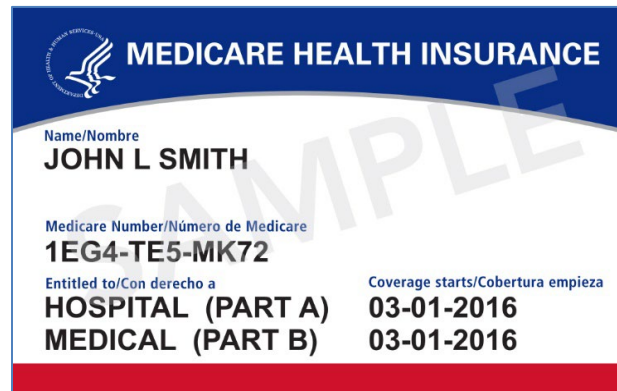 MEDICARE HEALTH INSURANCE
Name/Nombre
JOHN L SMITH
Medicare Number/Número de Medicare
1EG4-TE5-MK72
Entitled to/Con derecho a
Coverage starts/Cobertura empieza
HOSPITAL (PART A) 03-01-2016
MEDICAL (PART B) 03-01-2016
SAMPLE